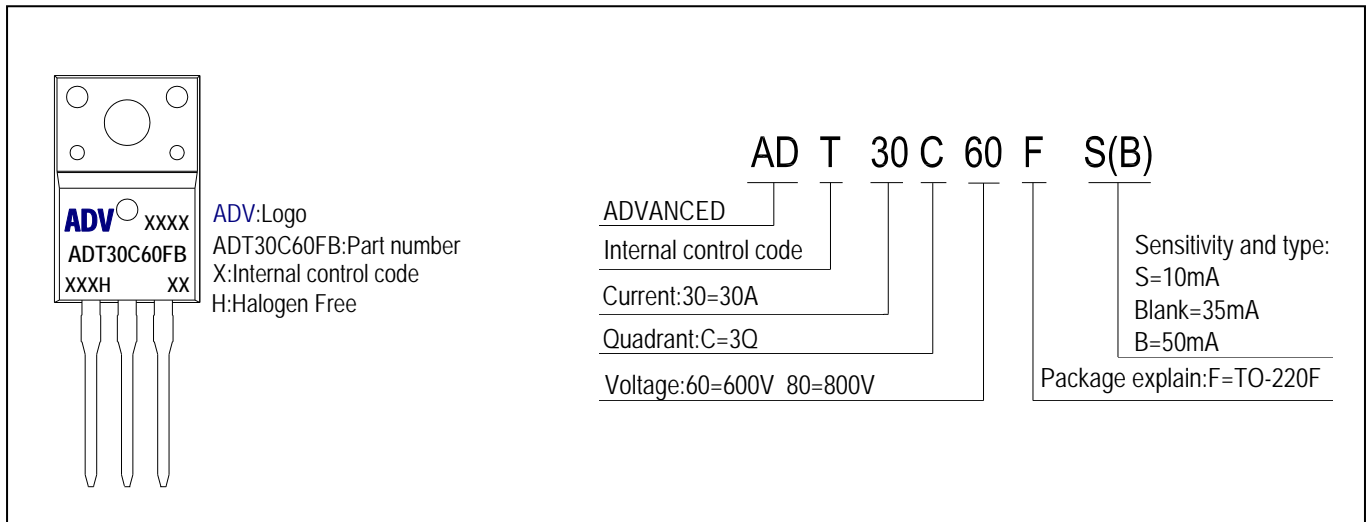 ADV XXXX
ADT30C60FB
XXXH XX
ADV:Logo
ADT30C60FB:Part number
X:Internal control code
H:Halogen Free
AD T 30 C 60 F S(B)
ADVANCED
Internal control code
Current:30=30A
Quadrant:C=3Q
Voltage:60=600V 80=800V
Sensitivity and type:
S=10mA
Blank=35mA
B=50mA
Package explain:F=TO-220F